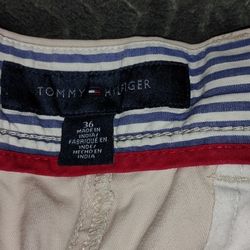 TOMMY HILFIGER
36
MADE IN
INDIA/
FABRIQUÉ EN
INDE/
HECHO EN
INDIA